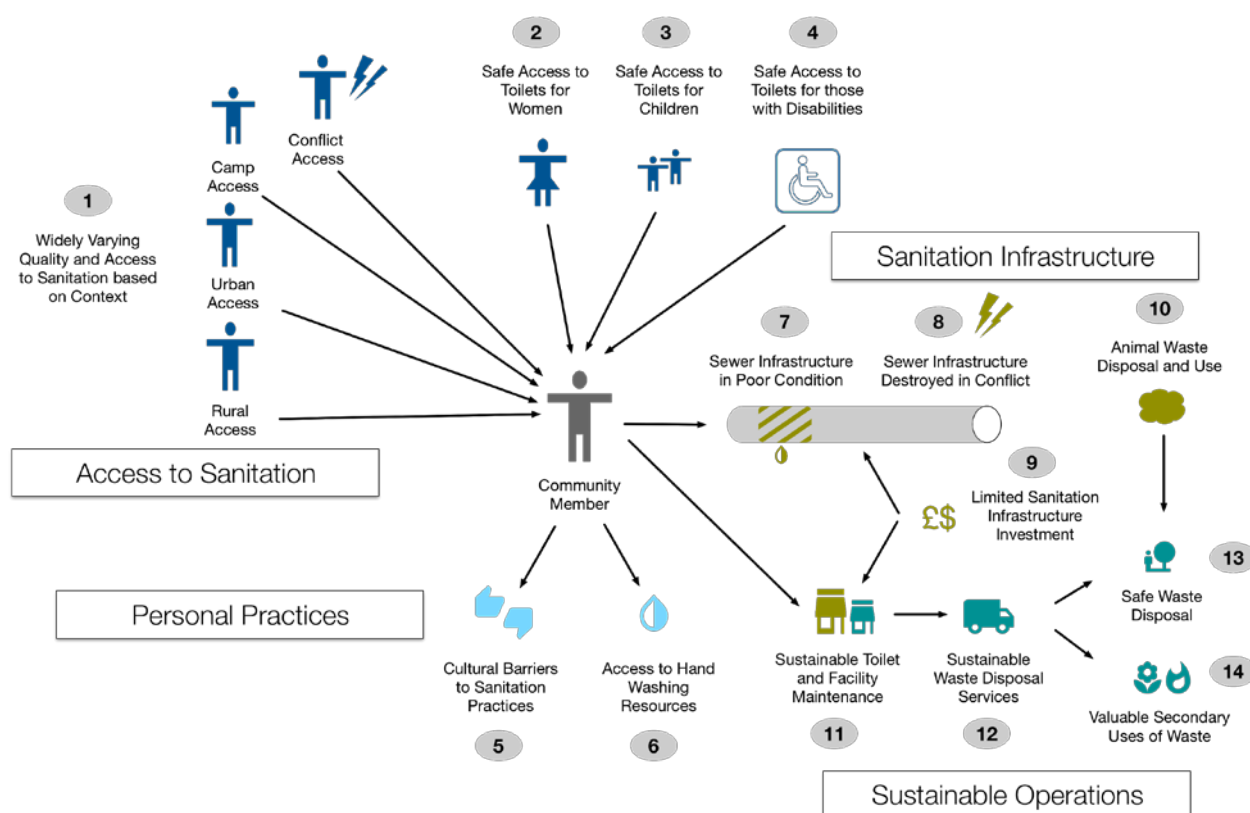 1
Widely Varying
Quality and Access
to Sanitation based
on Context
Camp
Access
Conflict
Access
Urban
Access
Rural
Access
Access to Sanitation
2
Safe Access to
Toilets for
Women
3
Safe Access to
Toilets for
Children
4
Safe Access to
Toilets for those
with Disabilities
Community
Member
Personal Practices
Cultural Barriers
to Sanitation
Practices
5
Access to Hand
Washing
Resources
6
Sanitation Infrastructure
7
Sewer Infrastructure
in Poor Condition
8
Sewer Infrastructure
Destroyed in Conflict
9
£$
Limited Sanitation
Infrastructure
Investment
10
Animal Waste
Disposal and Use
Sustainable Toilet
and Facility
Maintenance
11
Sustainable
Waste Disposal
Services
12
13
Safe Waste
Disposal
14
Valuable Secondary
Uses of Waste
Sustainable Operations